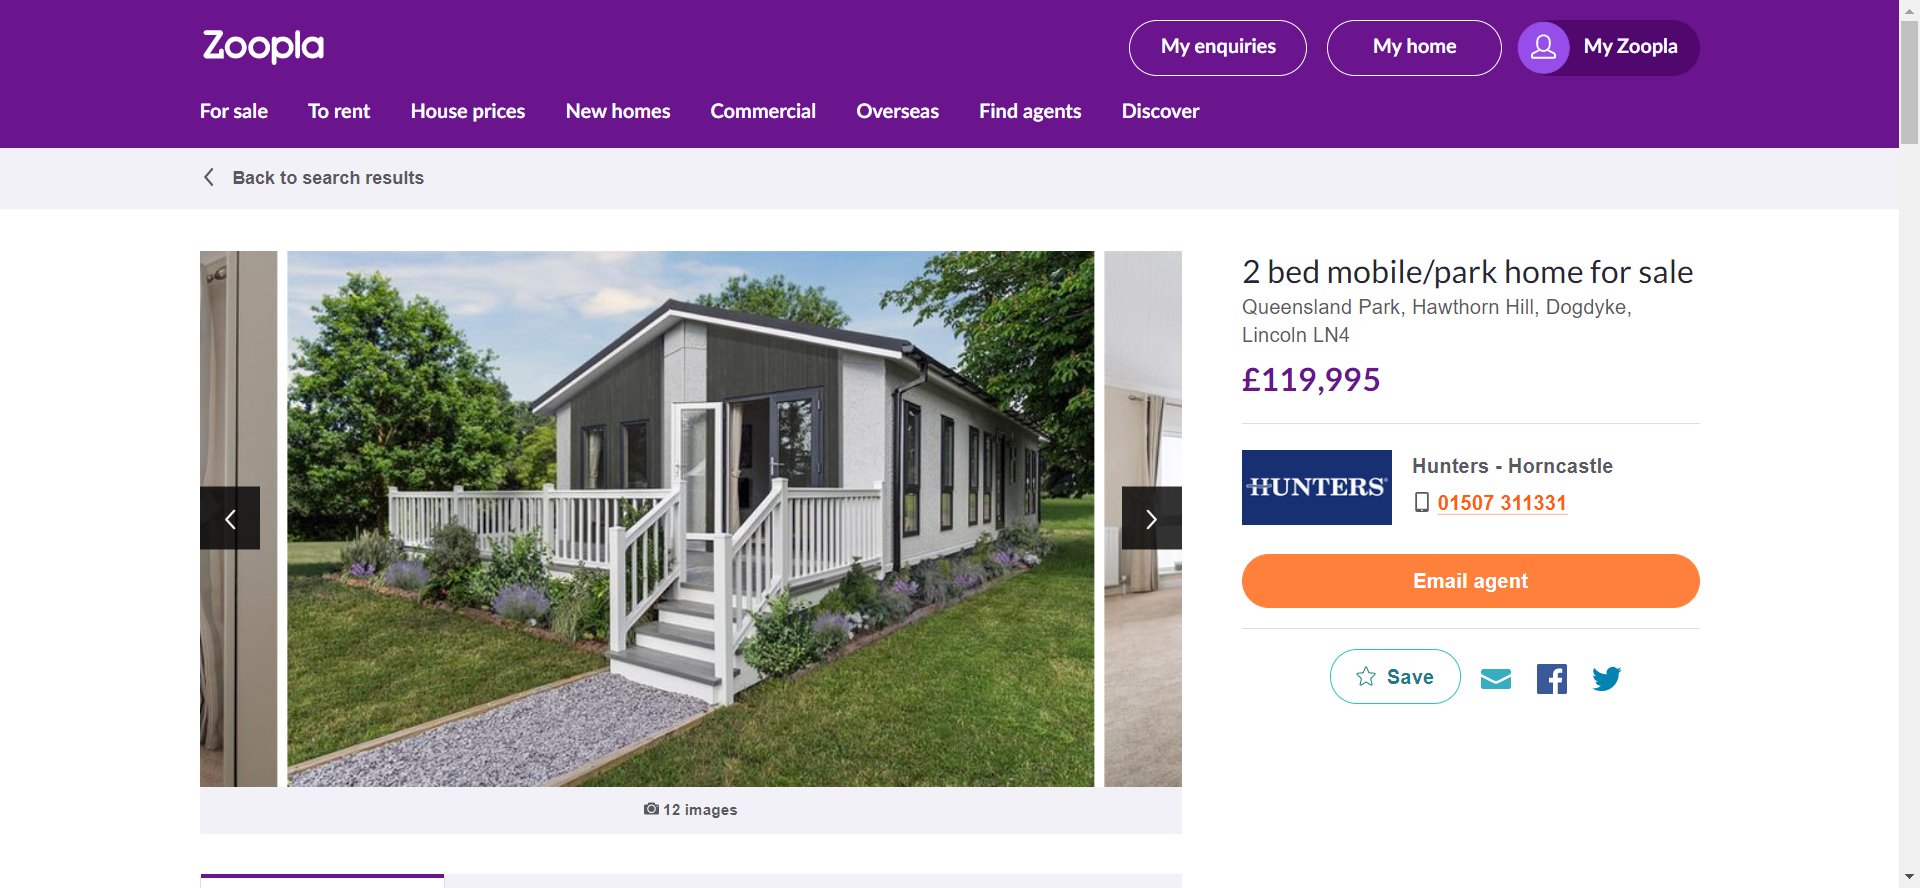 Zoopla
My enquiries
My home
My Zoopla
For sale
To rent
House prices
New homes
Commercial
Overseas
Find agents
Discover
Back to search results
2 bed mobile/park home for sale
Queensland Park, Hawthorn Hill, Dogdyke,
Lincoln LN4
£119,995
HUNTERS
Hunters - Horncastle
01507 311331
Email agent
Save
12 images